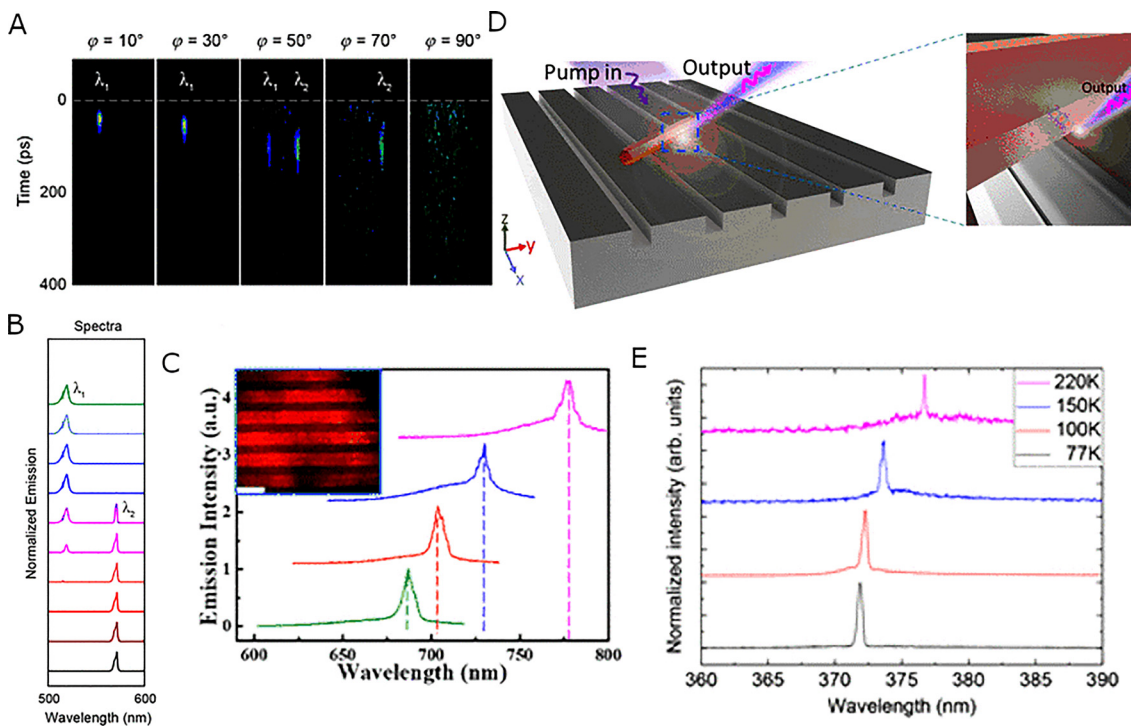 A
φ = 10°
φ = 30°
φ = 50°
φ = 70°
φ = 90°
λ1
λ1
λ1
λ2
λ2
0
200
400
Time (ps)
D
Pump in
Output
Output
z
y
x
B
Spectra
λ1
λ2
Normalized Emission
500
600
Wavelength (nm)
C
Emission Intensity (a.u.)
4
3
2
1
0
600
650
700
750
800
Wavelength (nm)
E
220K
150K
100K
77K
Normalized intensity (arb. units)
360
365
370
375
380
385
390
Wavelength (nm)